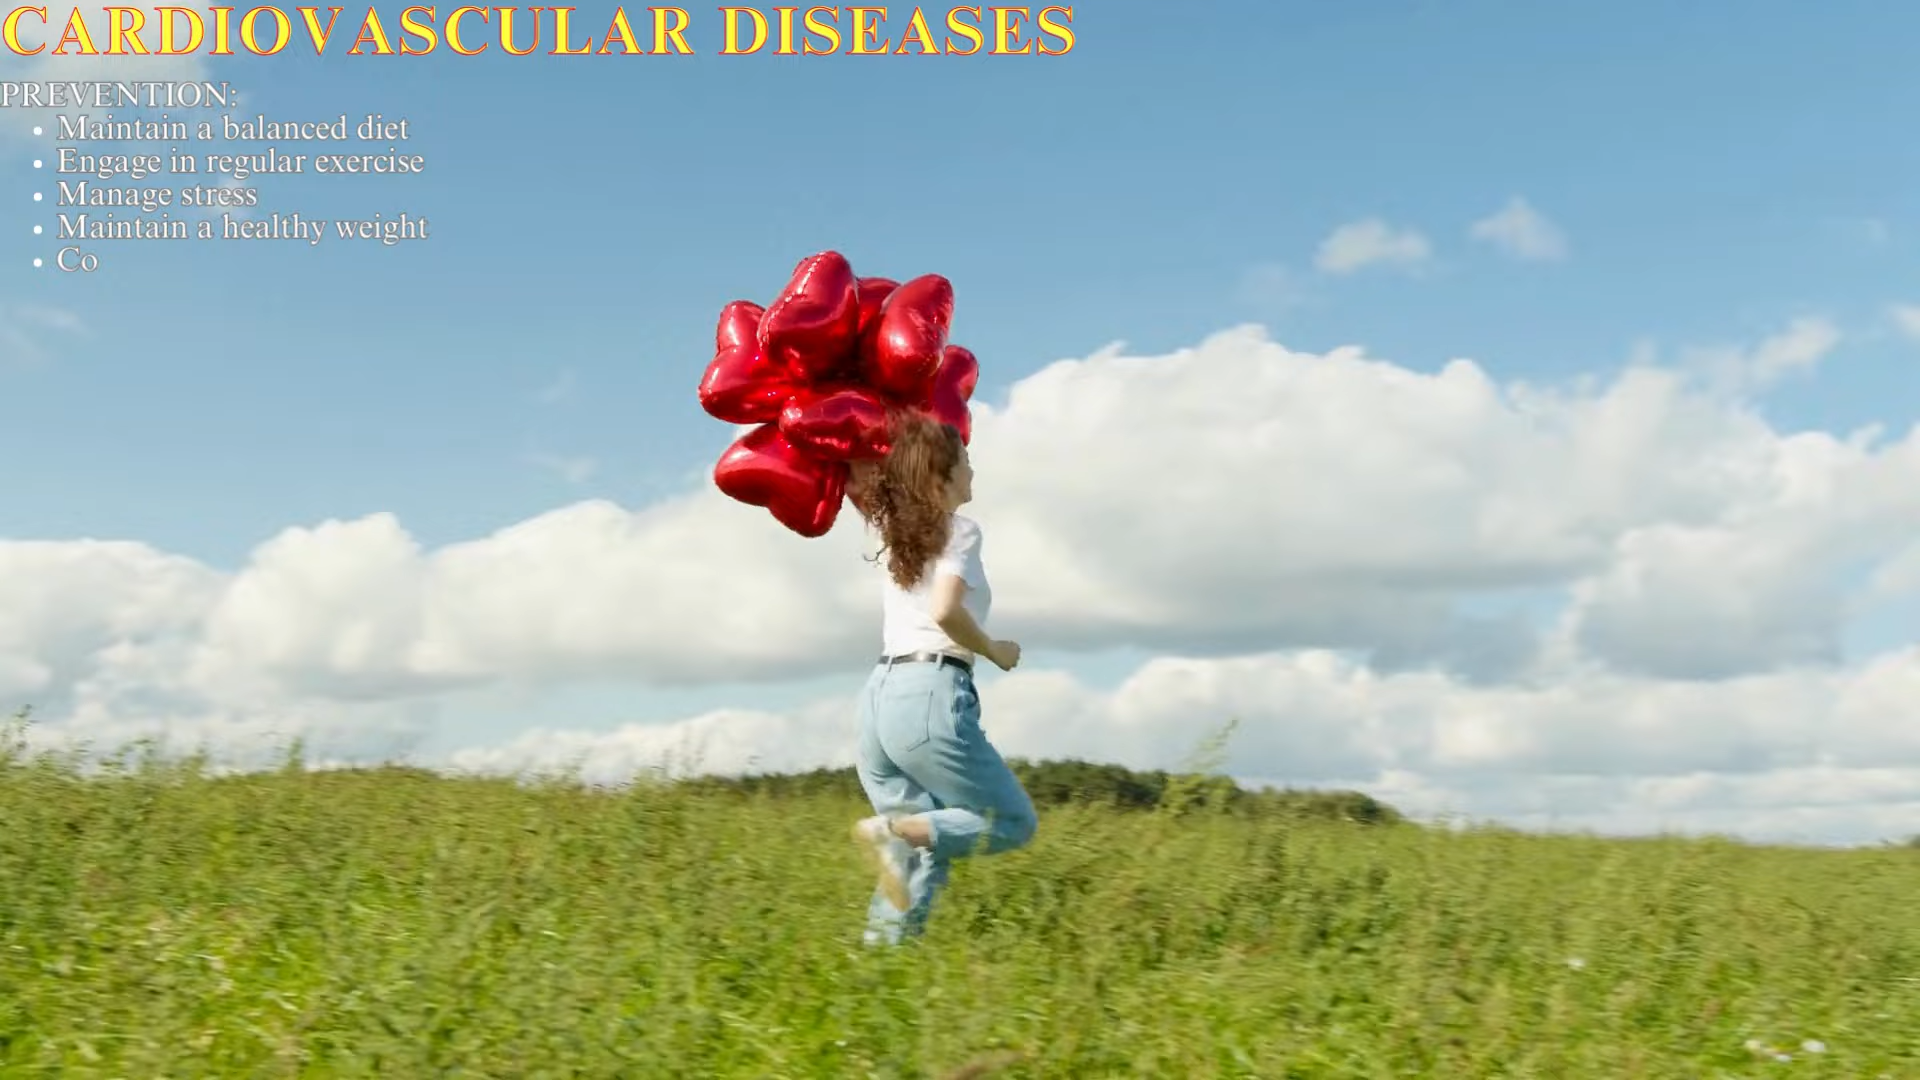 CARDIOVASCULAR DISEASES
PREVENTION:
• Maintain a balanced diet
• Engage in regular exercise
• Manage stress
• Maintain a healthy weight
• Co